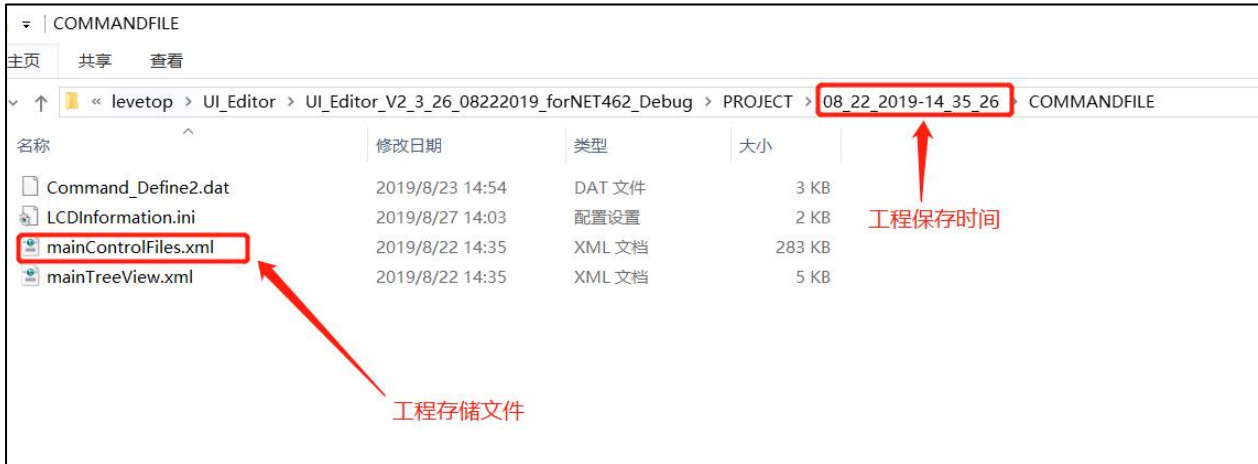 COMMANDFILE
主页 共享 查看
« levetop > UI_Editor > UI_Editor_V2_3_26_08222019_forNET462_Debug > PROJECT > 08_22_2019-14_35_26 > COMMANDFILE
名称 修改日期 类型 大小
Command_Define2.dat 2019/8/23 14:54 DAT 文件 3 KB
LCDInformation.ini 2019/8/27 14:03 配置设置 2 KB
工程保存时间
mainControlFiles.xml 2019/8/22 14:35 XML 文档 283 KB
mainTreeView.xml 2019/8/22 14:35 XML 文档 5 KB
工程存储文件